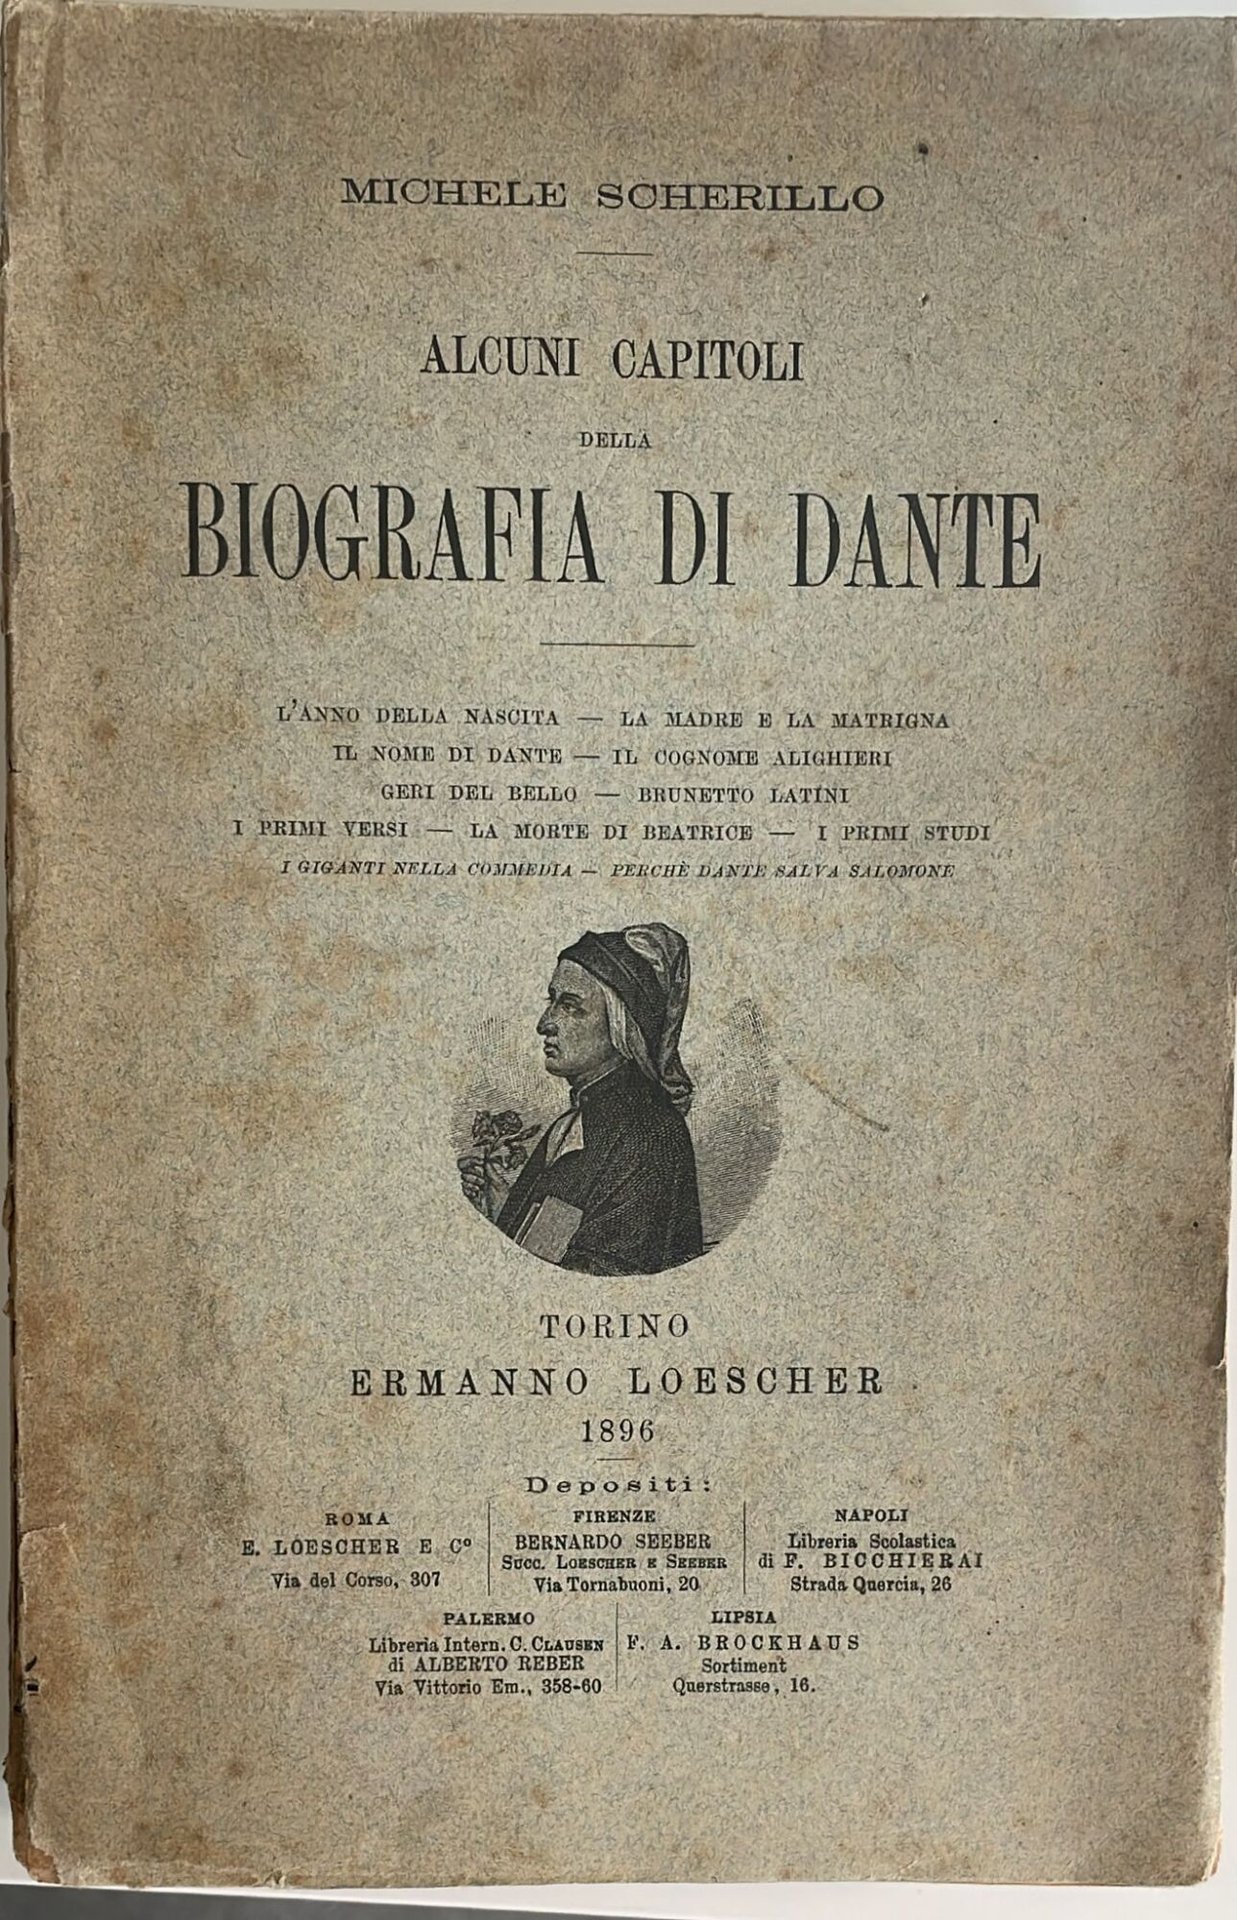 MICHELE SCHERILLO
ALCUNI CAPITOLI
DELLA
BIOGRAFIA DI DANTE
L'ANNO DELLA NASCITA — LA MADRE E LA MATRIGNA
IL NOME DI DANTE — IL COGNOME ALIGHIERI
GERI DEL BELLO — BRUNETTO LATINI
I PRIMI VERSI — LA MORTE DI BEATRICE — I PRIMI STUDI
I GIGANTI NELLA COMMEDIA — PERCHÈ DANTE SALVA SALOMONE
TORINO
ERMANNO LOESCHER
1896
Depositi:
ROMA
E. LOESCHER E Cº
Via del Corso, 307
FIRENZE
BERNARDO SEEBER
SUCC. LOESCHER E SEEBER
Via Tornabuoni, 20
NAPOLI
Libreria Scolastica
di F. BICCHIERAI
Strada Quercia, 26
PALERMO
Libreria Intern. C. CLAUSEN
di ALBERTO REBER
Via Vittorio Em., 358-60
LIPSIA
F. A. BROCKHAUS
Sortiment
Querstrasse, 16.